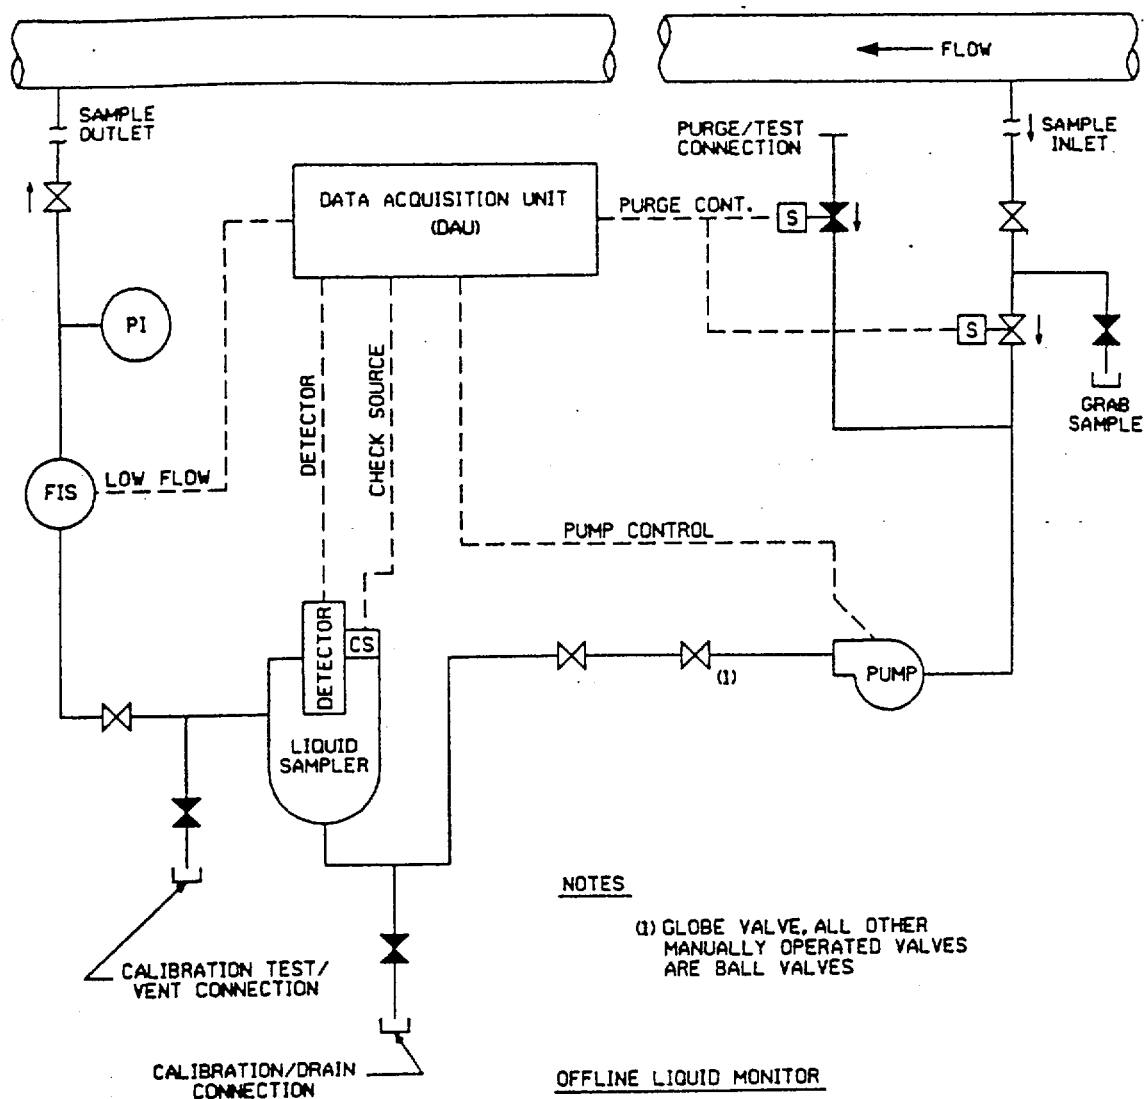 FLOW
SAMPLE
OUTLET
PURGE/TEST
CONNECTION
SAMPLE
INLET
DATA ACQUISITION UNIT
(DAU)
PURGE CONT.
S
PI
S
DETECTOR
CHECK SOURCE
GRAB
SAMPLE
FIS
LOW FLOW
PUMP CONTROL
DETECTOR
CS
(1)
PUMP
LIQUID
SAMPLER
NOTES
(1) GLOBE VALVE, ALL OTHER
MANUALLY OPERATED VALVES
ARE BALL VALVES
CALIBRATION TEST/
VENT CONNECTION
CALIBRATION/DRAIN
CONNECTION
OFFLINE LIQUID MONITOR